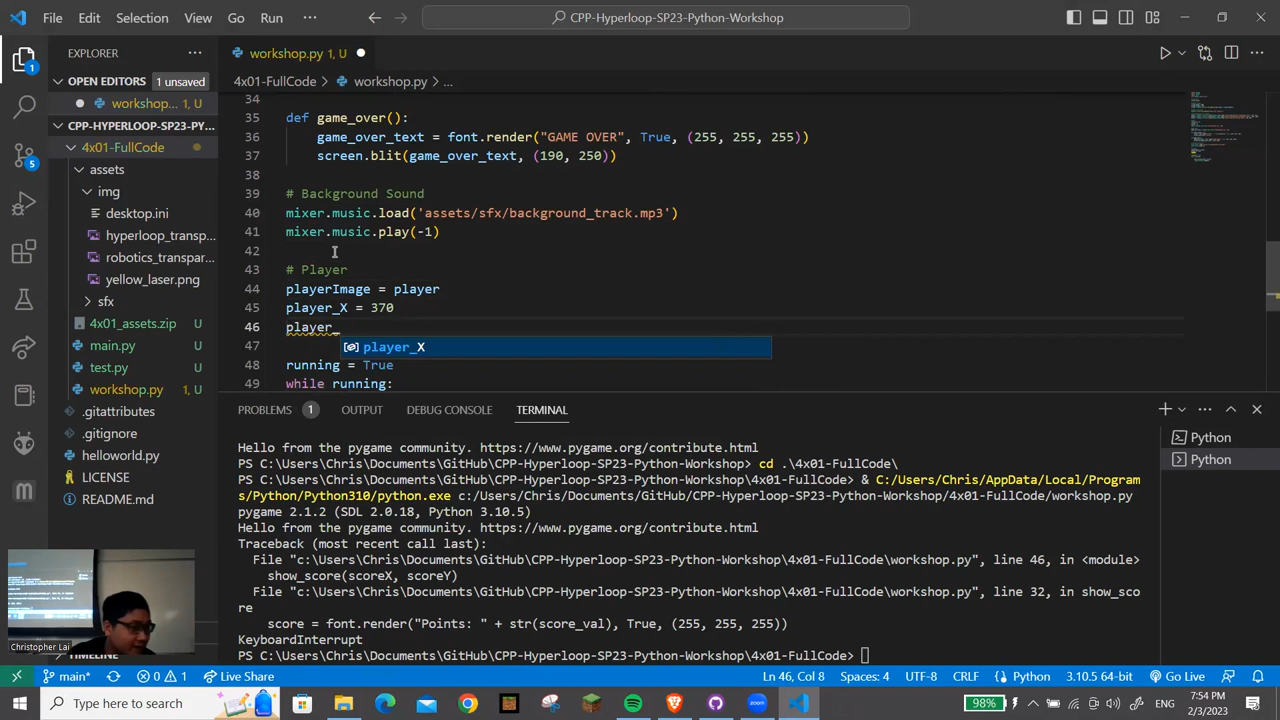 File Edit Selection View Go Run ··· CPP-Hyperloop-SP23-Python-Workshop
EXPLORER
workshop.py 1, U
OPEN EDITORS 1 unsaved
workshop... 1, U
CPP-HYPERLOOP-SP23-PY...
4x01-FullCode
assets
img
desktop.ini
hyperloop_transp...
robotics_transpar...
yellow_laser.png
sfx
4x01_assets.zip U
main.py U
test.py U
workshop.py 1, U
.gitattributes
.gitignore
helloworld.py
LICENSE
README.md
TIMELINE
4x01-FullCode > workshop.py > ...
34
35 def game_over():
36 game_over_text = font.render("GAME OVER", True, (255, 255, 255))
37 screen.blit(game_over_text, (190, 250))
38
39 # Background Sound
40 mixer.music.load('assets/sfx/background_track.mp3')
41 mixer.music.play(-1)
42
43 # Player
44 playerImage = player
45 player_X = 370
46 player_
47 player_X
48 running = True
49 while running:
PROBLEMS 1 OUTPUT DEBUG CONSOLE TERMINAL
Hello from the pygame community. https://www.pygame.org/contribute.html
PS C:\Users\Chris\Documents\GitHub\CPP-Hyperloop-SP23-Python-Workshop> cd .\4x01-FullCode\
PS C:\Users\Chris\Documents\GitHub\CPP-Hyperloop-SP23-Python-Workshop\4x01-FullCode> & C:/Users/Chris/AppData/Local/Program
s/Python/Python310/python.exe c:/Users/Chris/Documents/GitHub/CPP-Hyperloop-SP23-Python-Workshop/4x01-FullCode/workshop.py
pygame 2.1.2 (SDL 2.0.18, Python 3.10.5)
Hello from the pygame community. https://www.pygame.org/contribute.html
Traceback (most recent call last):
File "c:\Users\Chris\Documents\GitHub\CPP-Hyperloop-SP23-Python-Workshop\4x01-FullCode\workshop.py", line 46, in <module>
show_score(scoreX, scoreY)
File "c:\Users\Chris\Documents\GitHub\CPP-Hyperloop-SP23-Python-Workshop\4x01-FullCode\workshop.py", line 32, in show_sco
re
score = font.render("Points: " + str(score_val), True, (255, 255, 255))
KeyboardInterrupt
PS C:\Users\Chris\Documents\GitHub\CPP-Hyperloop-SP23-Python-Workshop\4x01-FullCode>
Python
Python
Christopher Lai
main* 0 1 Live Share Ln 46, Col 8 Spaces: 4 UTF-8 CRLF Python 3.10.5 64-bit Go Live
Type here to search 98% ENG 7:54 PM
2/3/2023